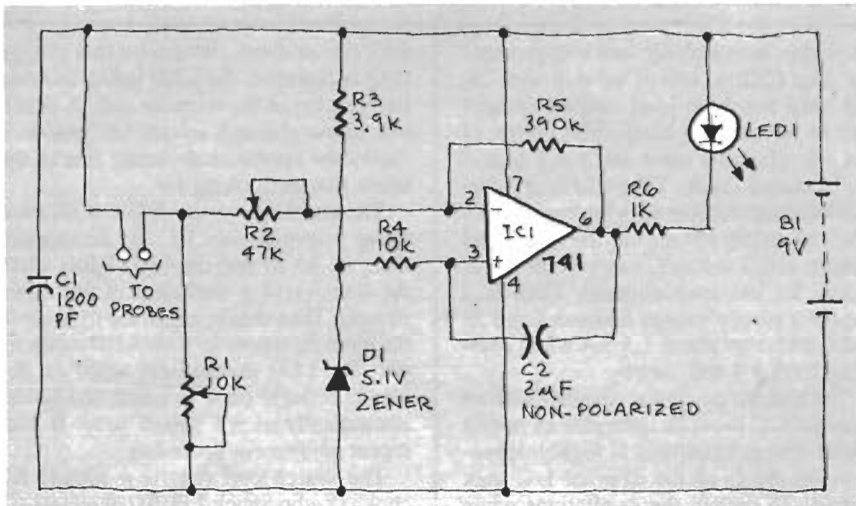 R3
3.9K
R5
390K
LED1
7
2
-
R2
47K
R4
10K
IC1
6
R6
1K
B1
9V
3
+
741
4
C1
1200
PF
TO
PROBES
R1
10K
D1
5.1V
ZENER
C2
2µF
NON-POLARIZED